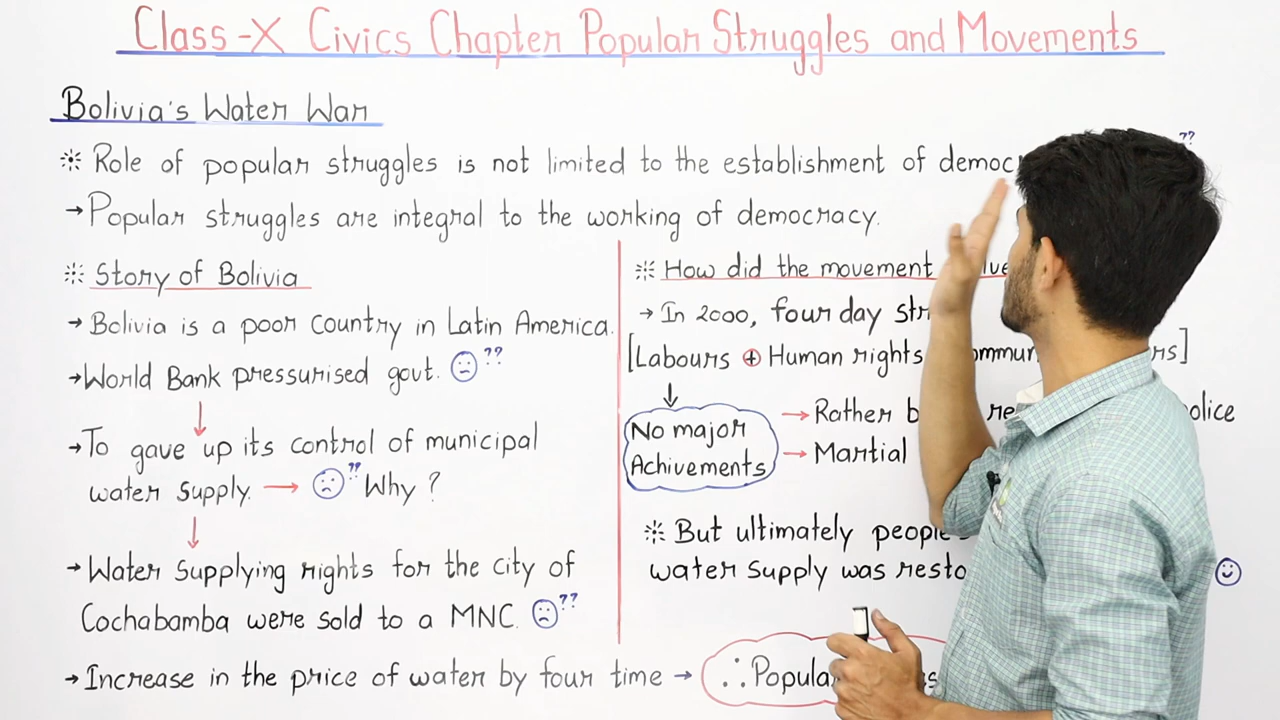 Class-X Civics Chapter Popular Struggles and Movements
Bolivia's Water War
Role of popular struggles is not limited to the establishment of
??
→ Popular struggles are integral to the working of democracy.
Story of Bolivia
→ Bolivia is a poor country in Latin America.
→ World Bank pressurised govt. ??
→ To gave up its control of municipal
water supply. → ?? Why ?
→ Water supplying rights for the city of
Cochabamba were sold to a MNC. ??
→ Increase in the price of water by four time →
How did the movement
→ In 2000, four day
[Labours + Human rights
No major
Achivements
→ Rather
→ Martial
But ultimately
water supply was
∴